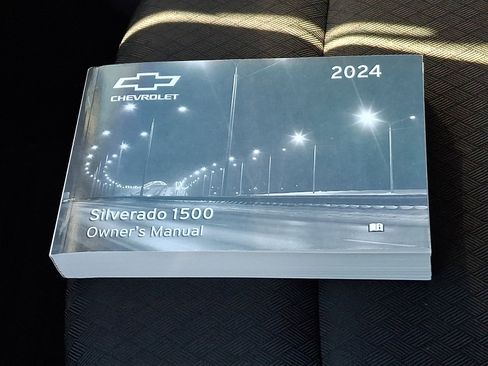 2024
CHEVROLET
Silverado 1500
Owner's Manual